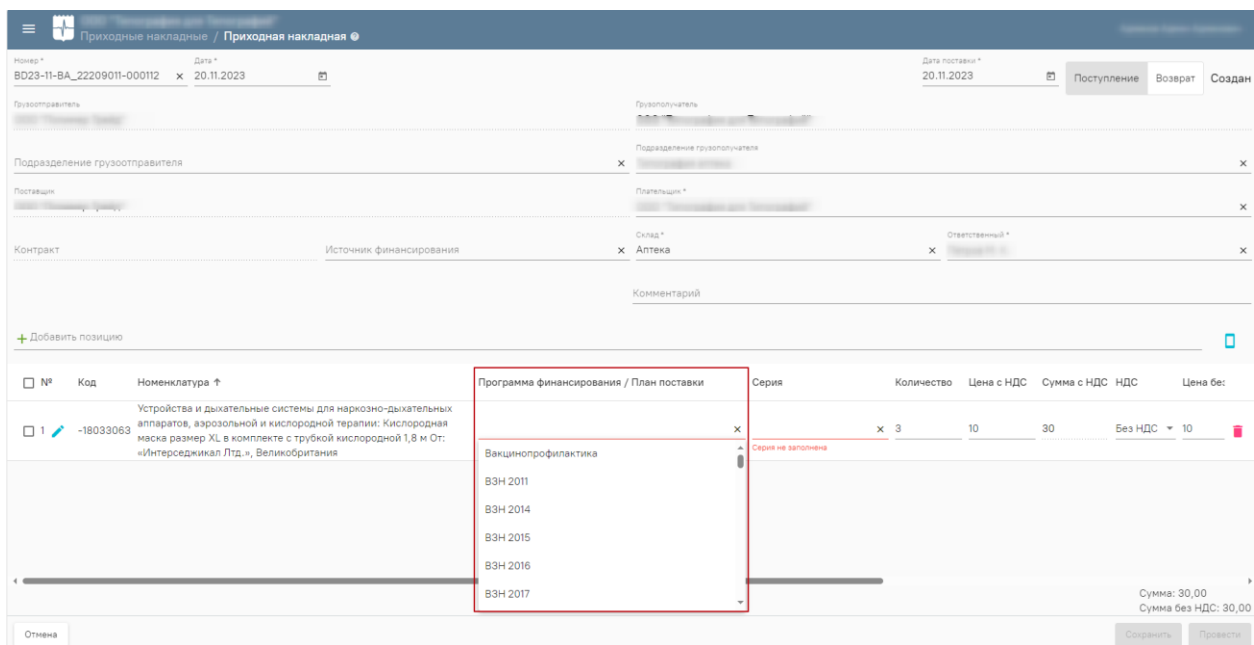 Приходные накладные / Приходная накладная
Номер *
Дата *
Дата поставки *
BD23-11-BA_22209011-000112
20.11.2023
20.11.2023
Поступление
Возврат
Создан
Грузоотправитель
Грузополучатель
Подразделение грузополучателя
Подразделение грузоотправителя
Поставщик
Плательщик *
Склад *
Ответственный *
Контракт
Источник финансирования
Аптека
Комментарий
+ Добавить позицию
№ Код Номенклатура ↑ Программа финансирования / План поставки Серия Количество Цена с НДС Сумма с НДС НДС Цена бе:
Устройства и дыхательные системы для наркозно-дыхательных
аппаратов, аэрозольной и кислородной терапии: Кислородная
маска размер XL в комплекте с трубкой кислородной 1,8 м От:
«Интерседжикал Лтд.», Великобритания
1 -18033063
3 10 30 Без НДС 10
Серия не заполнена
Вакцинопрофилактика
ВЗН 2011
ВЗН 2014
ВЗН 2015
ВЗН 2016
ВЗН 2017
Сумма: 30,00
Сумма без НДС: 30,00
Отмена
Сохранить
Провести